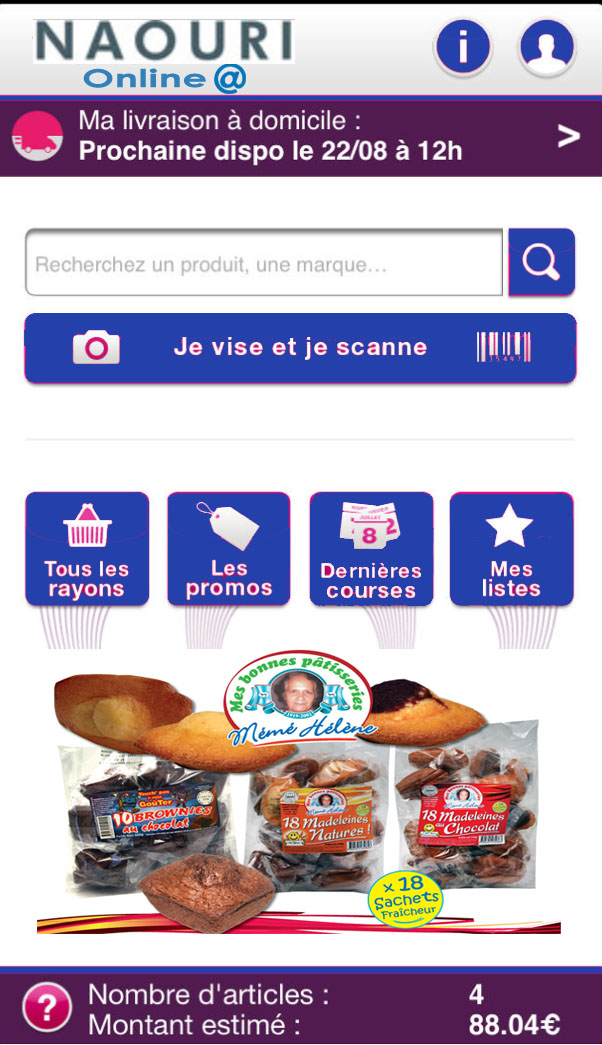 NAOURI
Online @
i
Ma livraison à domicile :
Prochaine dispo le 22/08 à 12h
>
Recherchez un produit, une marque...
Je vise et je scanne
35497
Tous les
rayons
Les
promos
JUILLET
8
2
Dernières
courses
Mes
listes
Mes bonnes pâtisseries
Mémé Hélène
10 BROWNIES
au chocolat
GoûTer
18 Madeleines
Natures !
18 Madeleines
au
Chocolat
x 18
Sachets
Fraîcheur
? Nombre d'articles : 4
Montant estimé : 88.04€